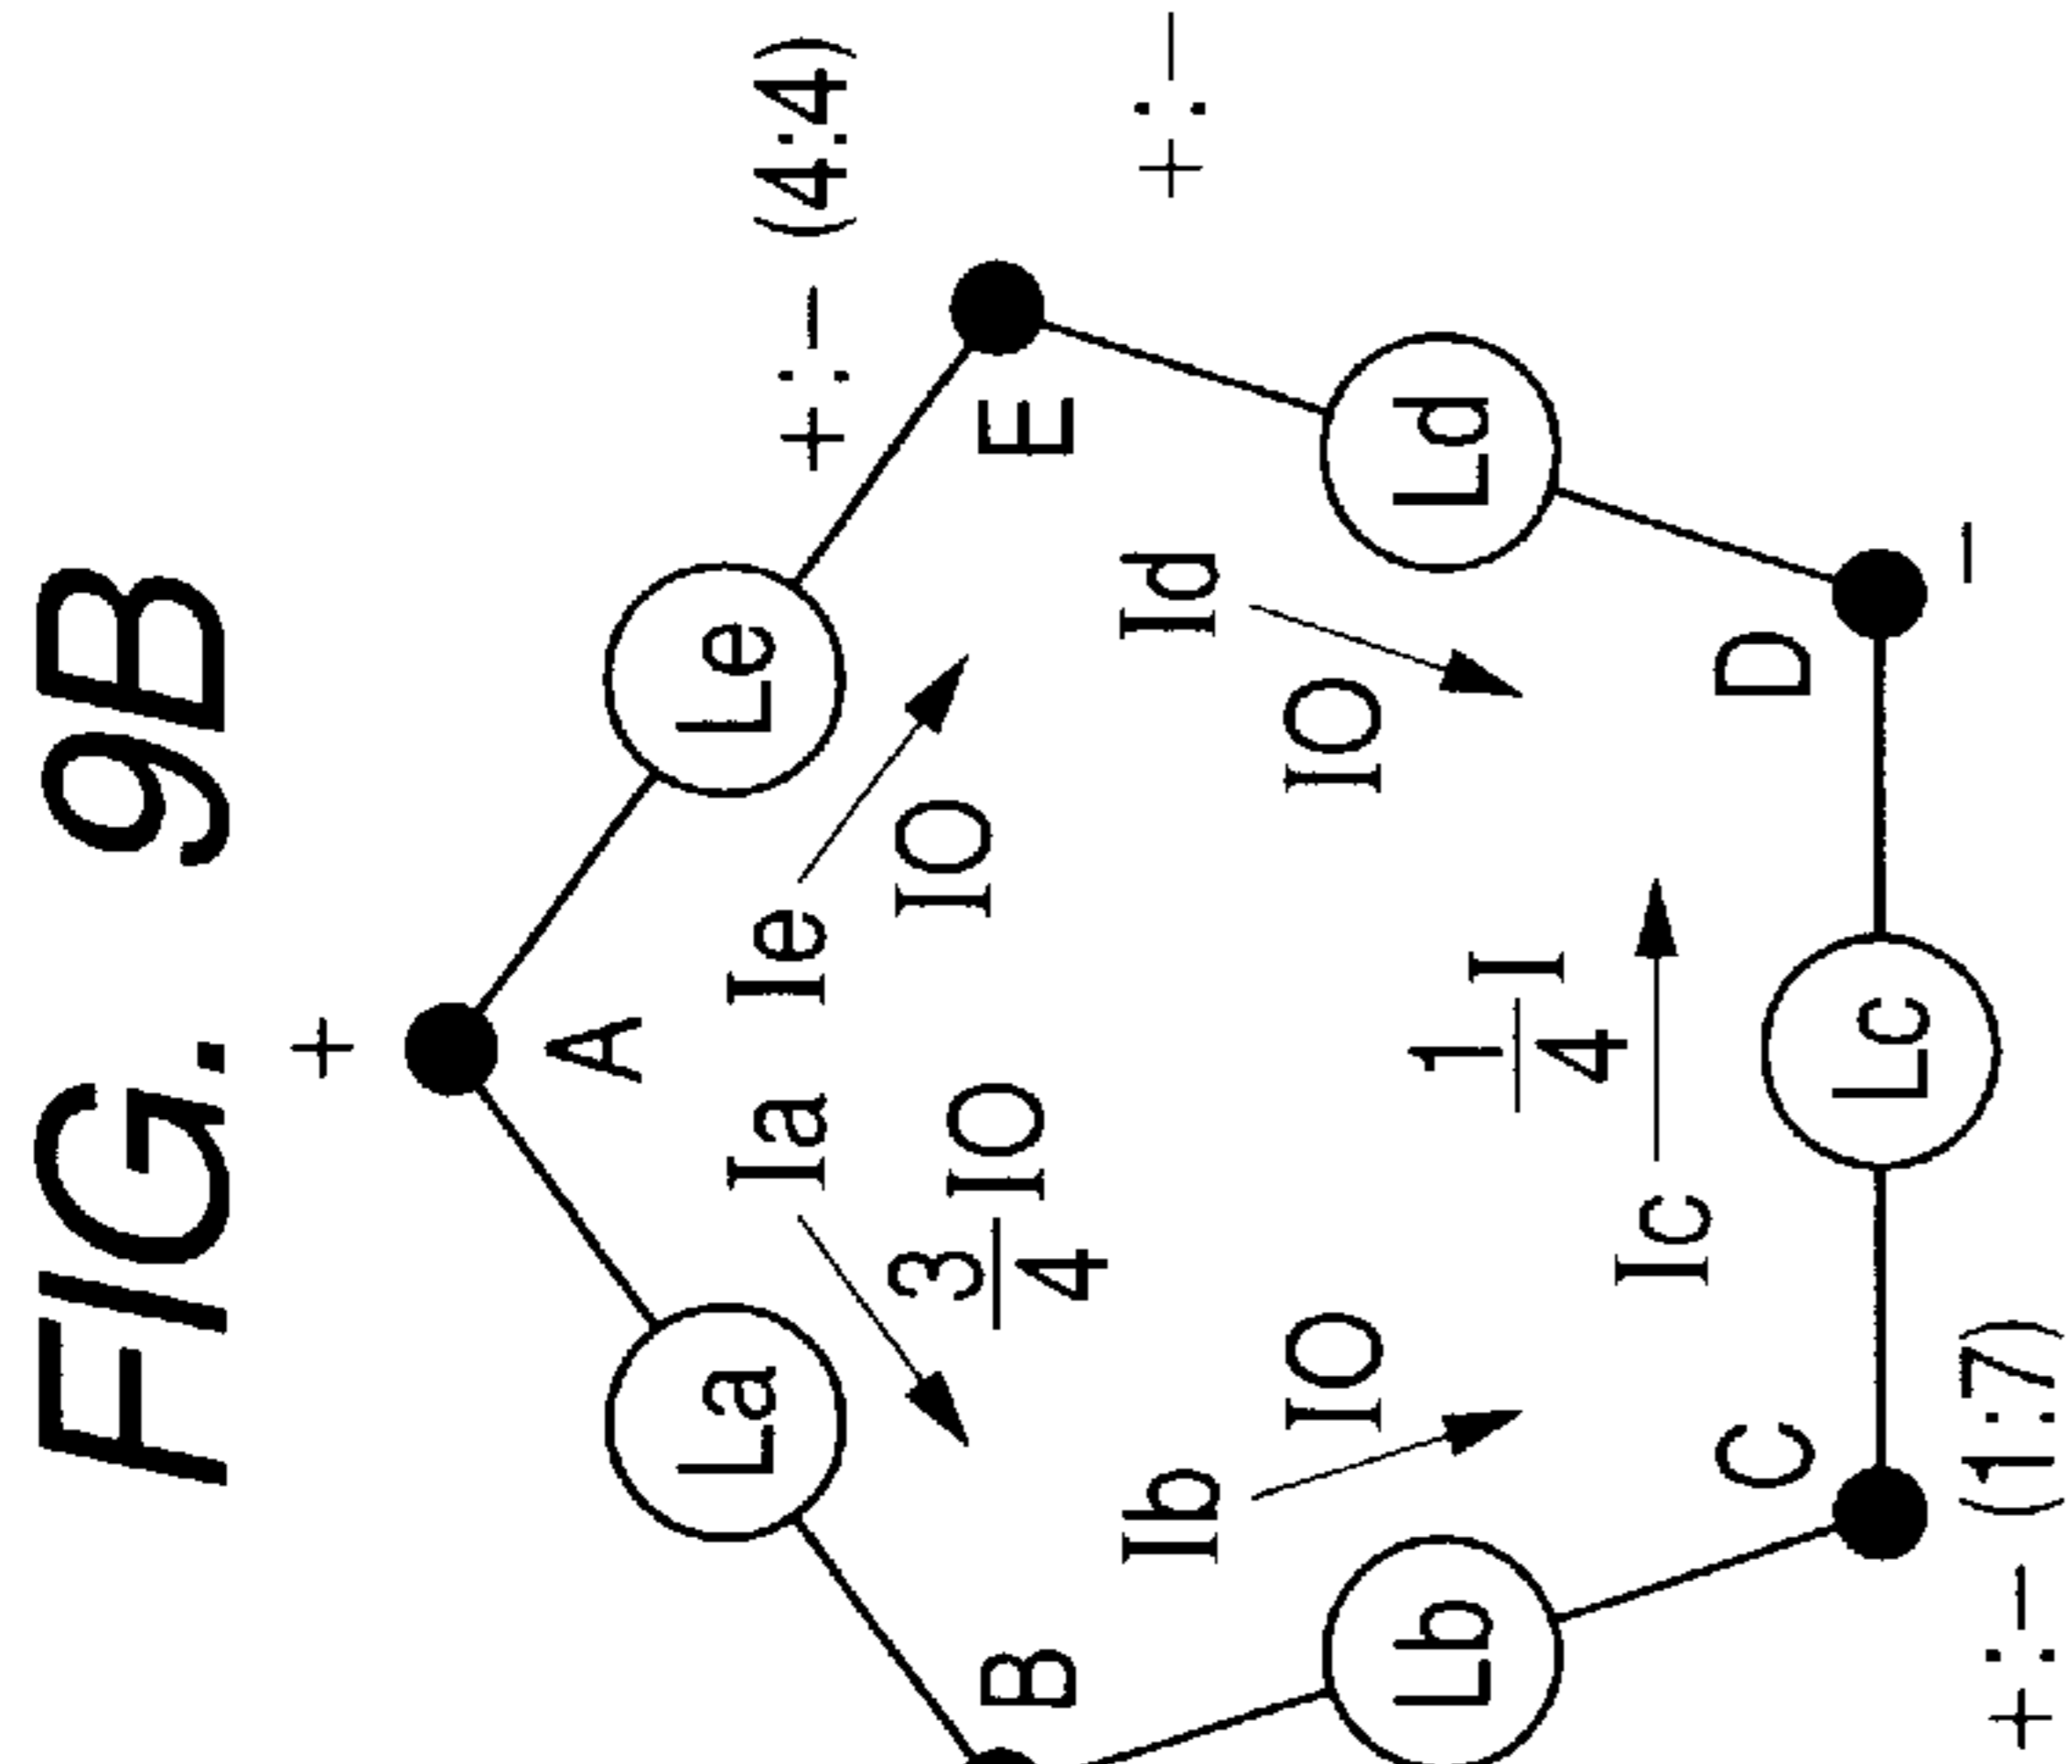 FIG. 9B
+
A
La
Le
Ia
Ie
+ : − (4:4)
3/4 IO
IO
B
E
+ : −
Ib
Id
IO
IO
Lb
Ld
1/4 I
Ic
C
D
Lc
−
+ : − (1:7)